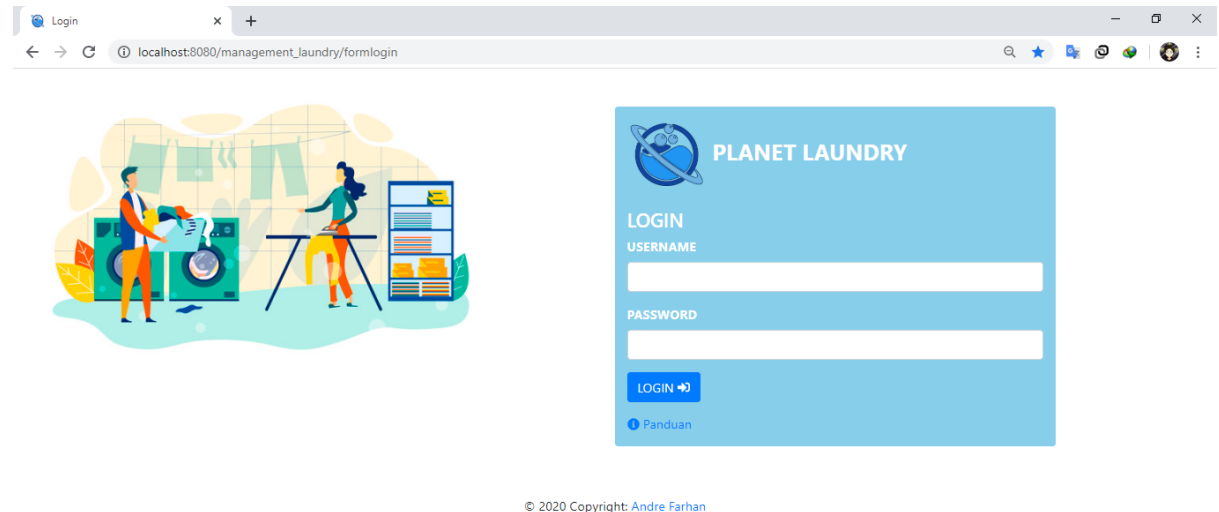 Login
localhost:8080/management_laundry/formlogin
PLANET LAUNDRY
LOGIN
USERNAME
PASSWORD
LOGIN
Panduan
© 2020 Copyright: Andre Farhan